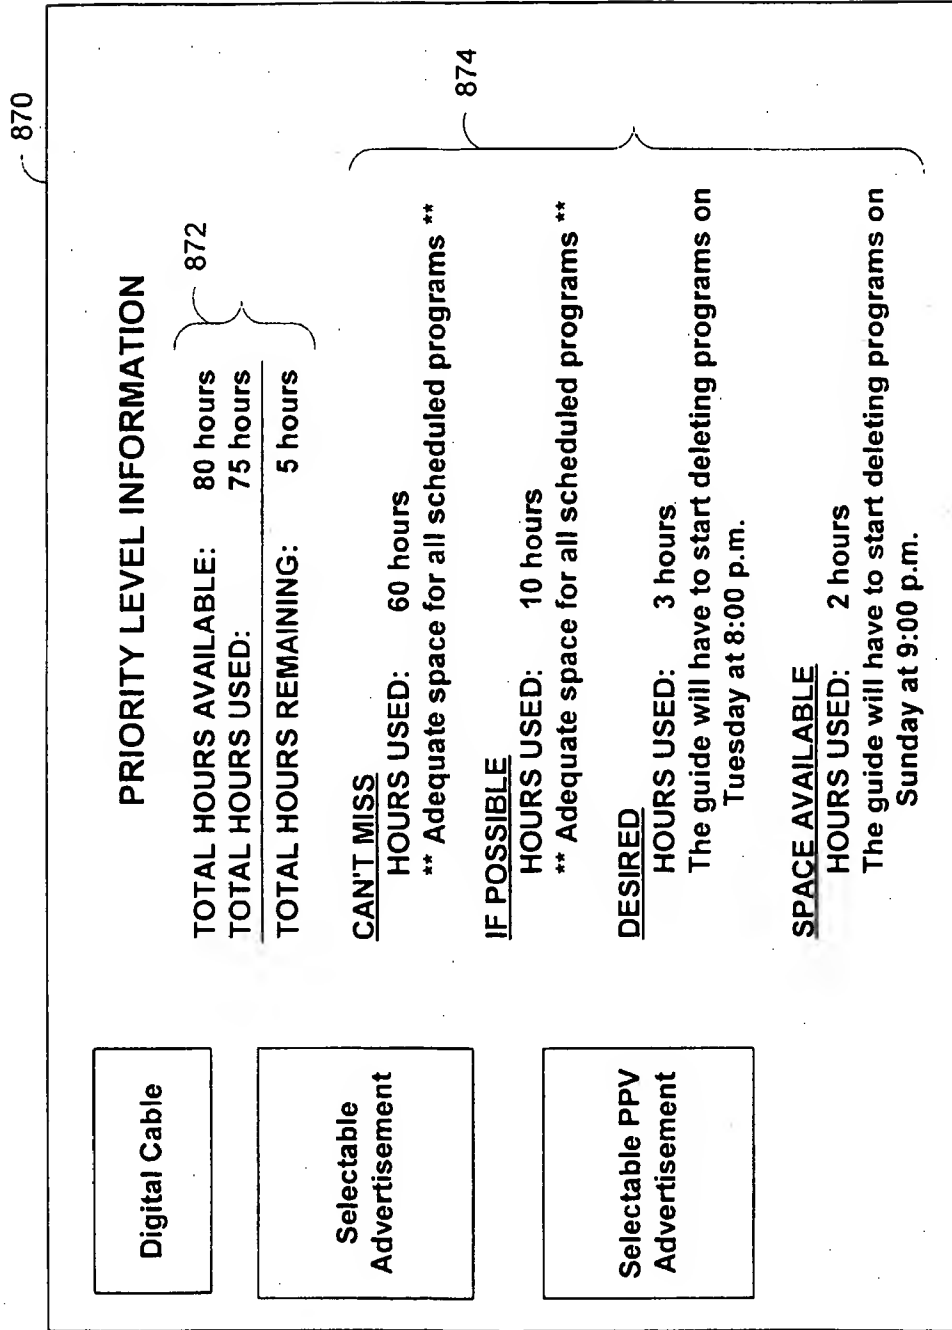 870
Digital Cable
Selectable
Advertisement
Selectable PPV
Advertisement
PRIORITY LEVEL INFORMATION
TOTAL HOURS AVAILABLE: 80 hours
TOTAL HOURS USED: 75 hours
TOTAL HOURS REMAINING: 5 hours
872
CAN'T MISS
HOURS USED: 60 hours
** Adequate space for all scheduled programs **
IF POSSIBLE
HOURS USED: 10 hours
** Adequate space for all scheduled programs **
DESIRED
HOURS USED: 3 hours
The guide will have to start deleting programs on
Tuesday at 8:00 p.m.
SPACE AVAILABLE
HOURS USED: 2 hours
The guide will have to start deleting programs on
Sunday at 9:00 p.m.
874